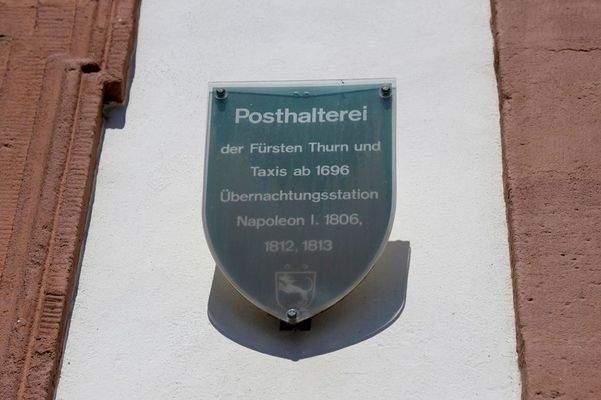 Posthalterei
der Fürsten Thurn und
Taxis ab 1696
Übernachtungsstation
Napoleon I. 1806,
1812, 1813